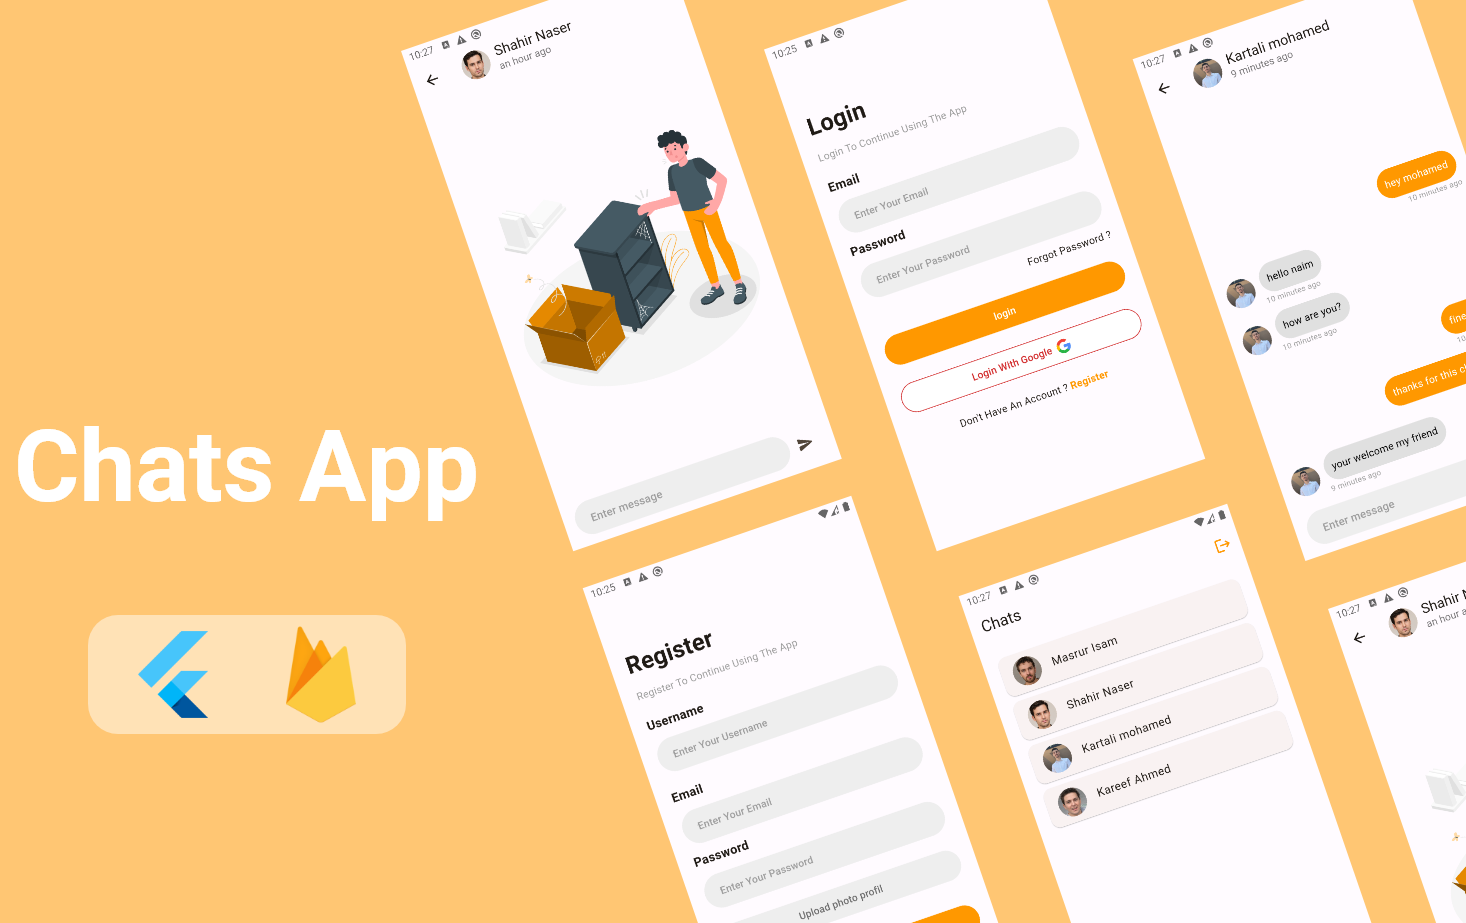 Chats App
10:27
Shahir Naser
an hour ago
Enter message
10:25
Login
Login To Continue Using The App
Email
Enter Your Email
Password
Enter Your Password
Forgot Password ?
login
Login With Google
Don't Have An Account ? Register
10:27
Kartali mohamed
9 minutes ago
hey mohamed
10 minutes ago
hello naim
10 minutes ago
how are you?
10 minutes ago
fine
10
thanks for this
your welcome my friend
9 minutes ago
Enter message
10:25
Register
Register To Continue Using The App
Username
Enter Your Username
Email
Enter Your Email
Password
Enter Your Password
Upload photo profil
10:27
Chats
Masrur Isam
Shahir Naser
Kartali mohamed
Kareef Ahmed
10:27
Shahir
an hour